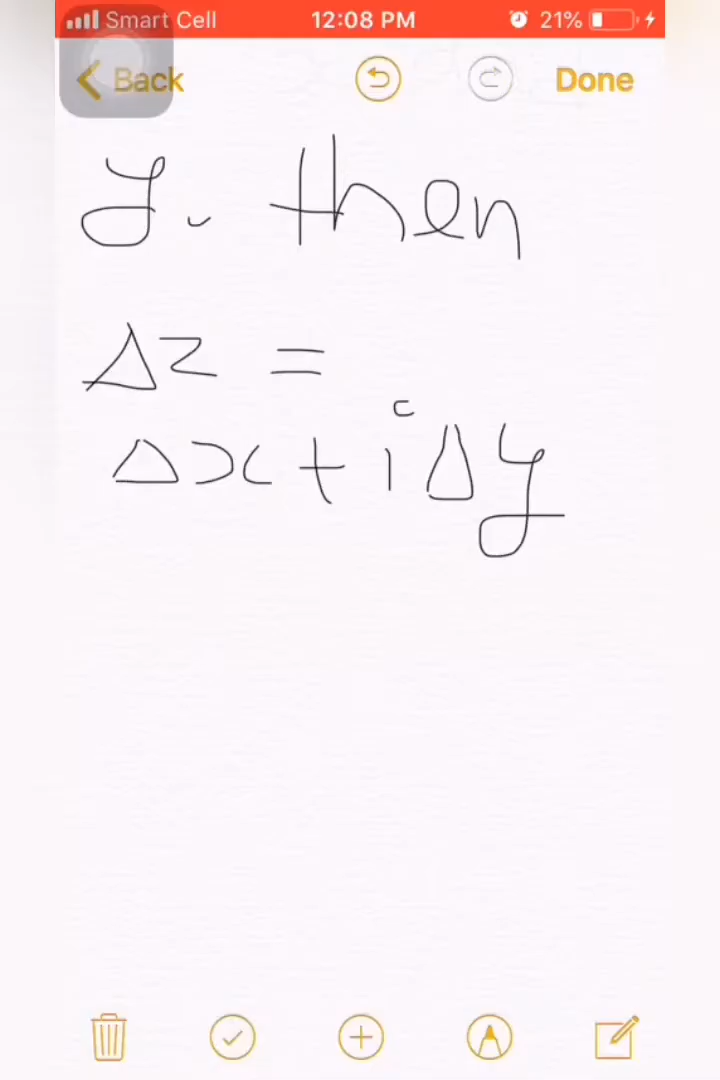 Smart Cell 12:08 PM 21%
Back Done
y. then
Δz =
Δx + iΔy